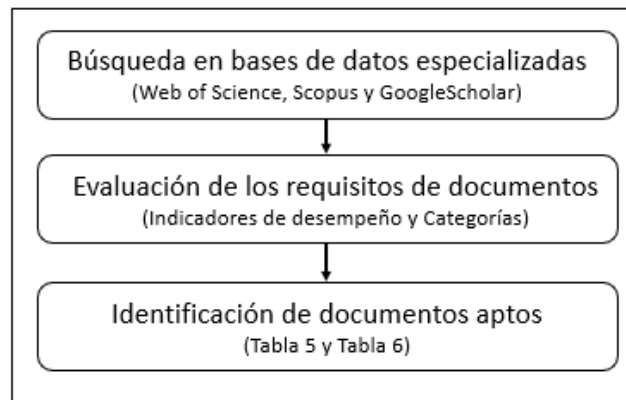 Búsqueda en bases de datos especializadas
(Web of Science, Scopus y GoogleScholar)
Evaluación de los requisitos de documentos
(Indicadores de desempeño y Categorías)
Identificación de documentos aptos
(Tabla 5 y Tabla 6)